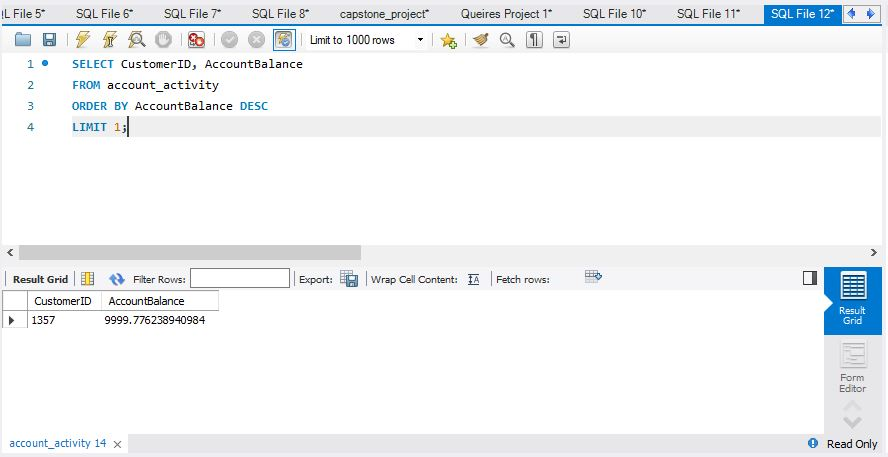 QL File 5* SQL File 6* SQL File 7* SQL File 8* capstone_project* Queires Project 1* SQL File 10* SQL File 11* SQL File 12*
Limit to 1000 rows
1 SELECT CustomerID, AccountBalance
2 FROM account_activity
3 ORDER BY AccountBalance DESC
4 LIMIT 1;
Result Grid Filter Rows: Export: Wrap Cell Content: Fetch rows:
CustomerID AccountBalance
1357 9999.776238940984
Result
Grid
Form
Editor
account_activity 14 Read Only